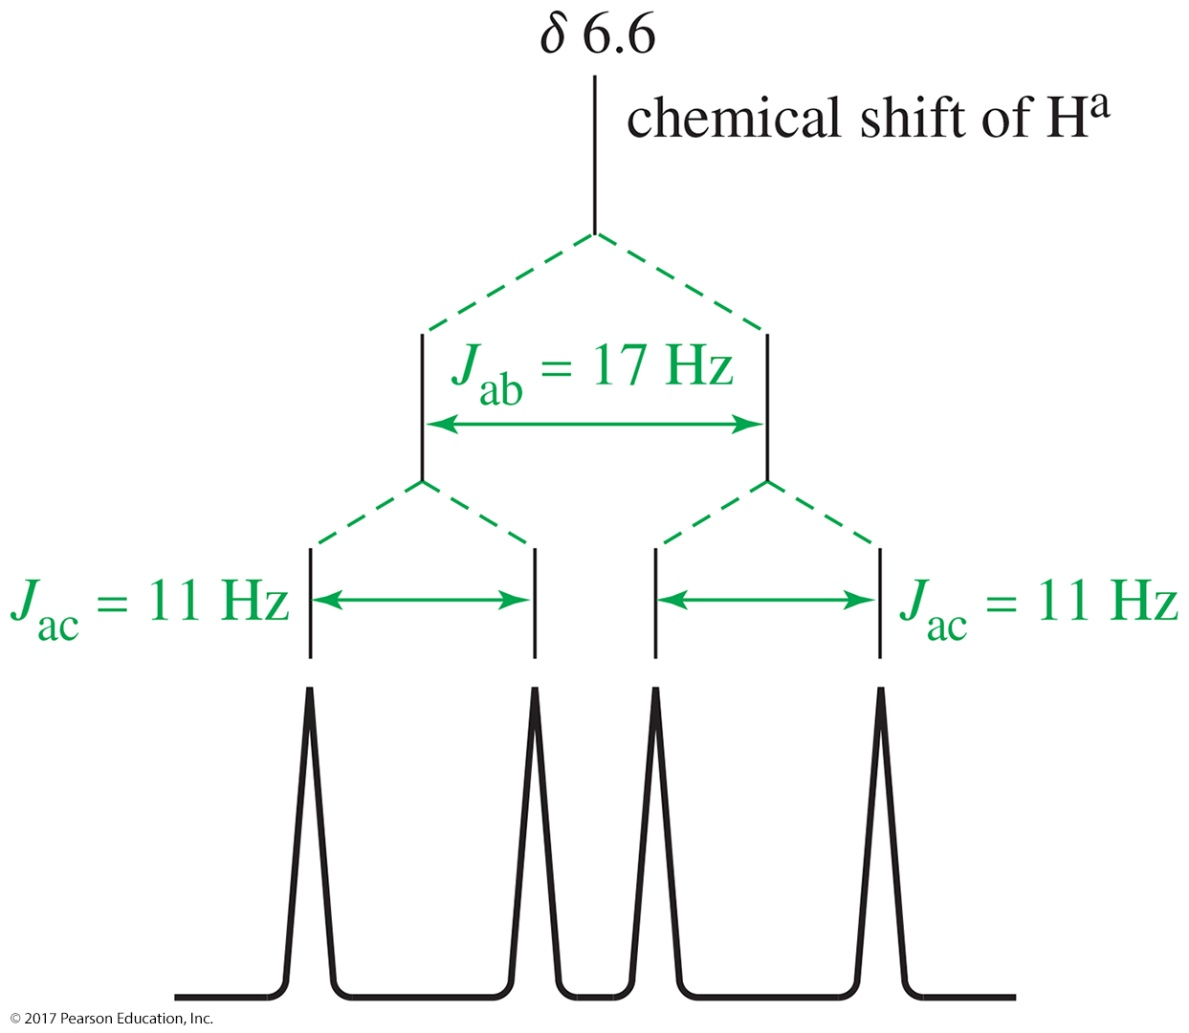 δ 6.6
chemical shift of Hᵃ
J_ab = 17 Hz
J_ac = 11 Hz
J_ac = 11 Hz
© 2017 Pearson Education, Inc.